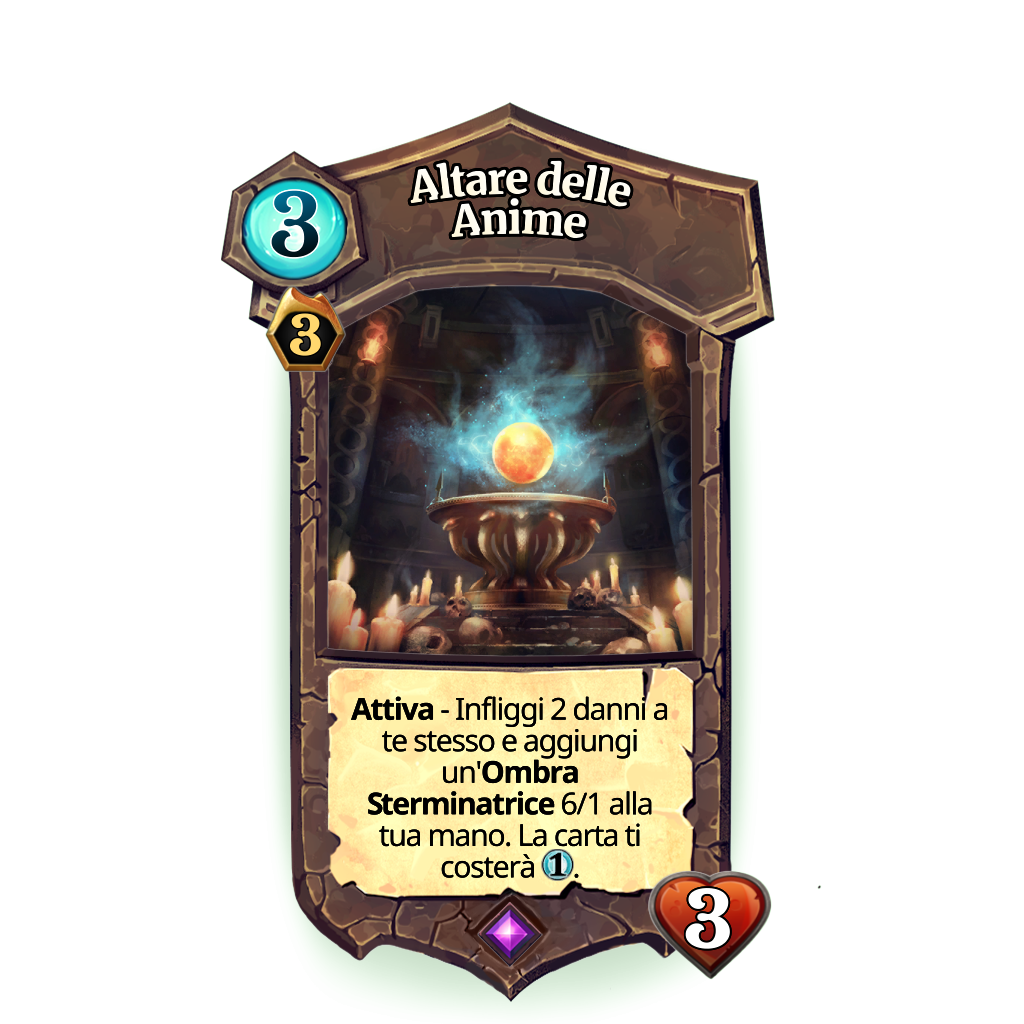 Altare delle
Anime
3
3
Attiva - Infliggi 2 danni a
te stesso e aggiungi
un'Ombra
Sterminatrice 6/1 alla
tua mano. La carta ti
costerà 1.
3